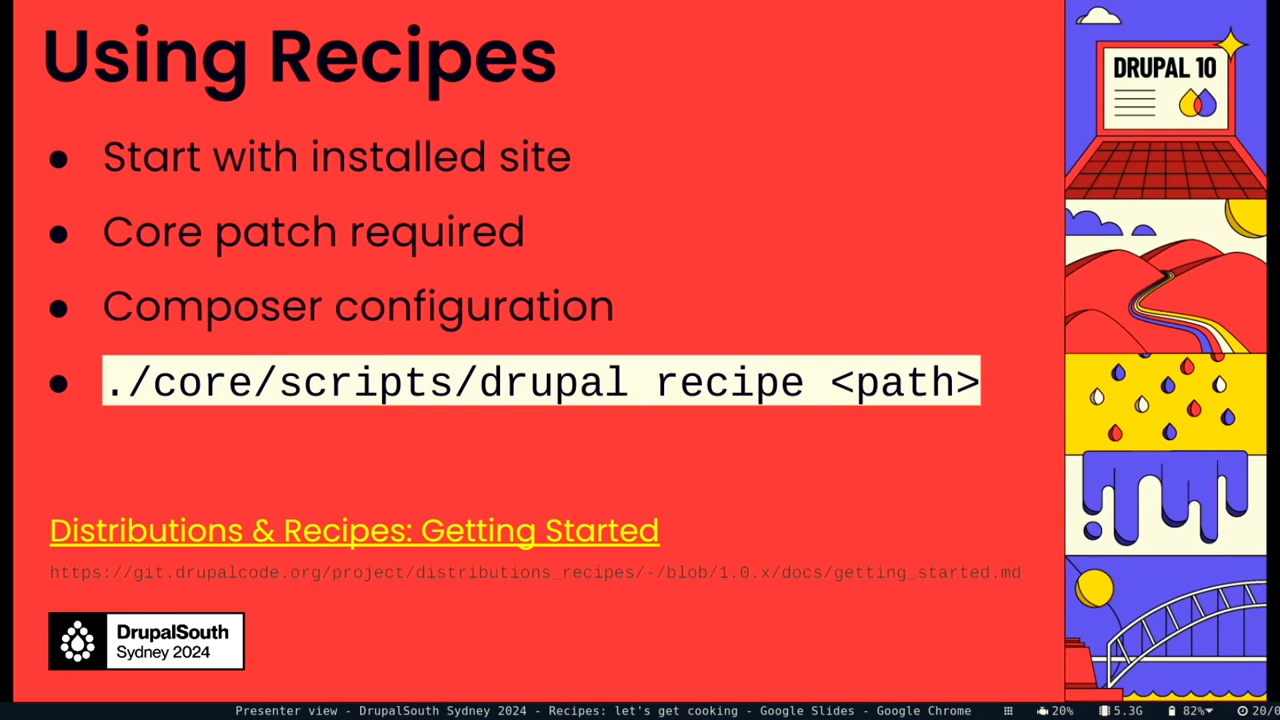 Using Recipes
DRUPAL 10
● Start with installed site
● Core patch required
● Composer configuration
● ./core/scripts/drupal recipe <path>
Distributions & Recipes: Getting Started
https://git.drupalcode.org/project/distributions_recipes/-/blob/1.0.x/docs/getting_started.md
DrupalSouth
Sydney 2024
Presenter view - DrupalSouth Sydney 2024 - Recipes: let's get cooking - Google Slides - Google Chrome 20% 5.3G 82% 20/0